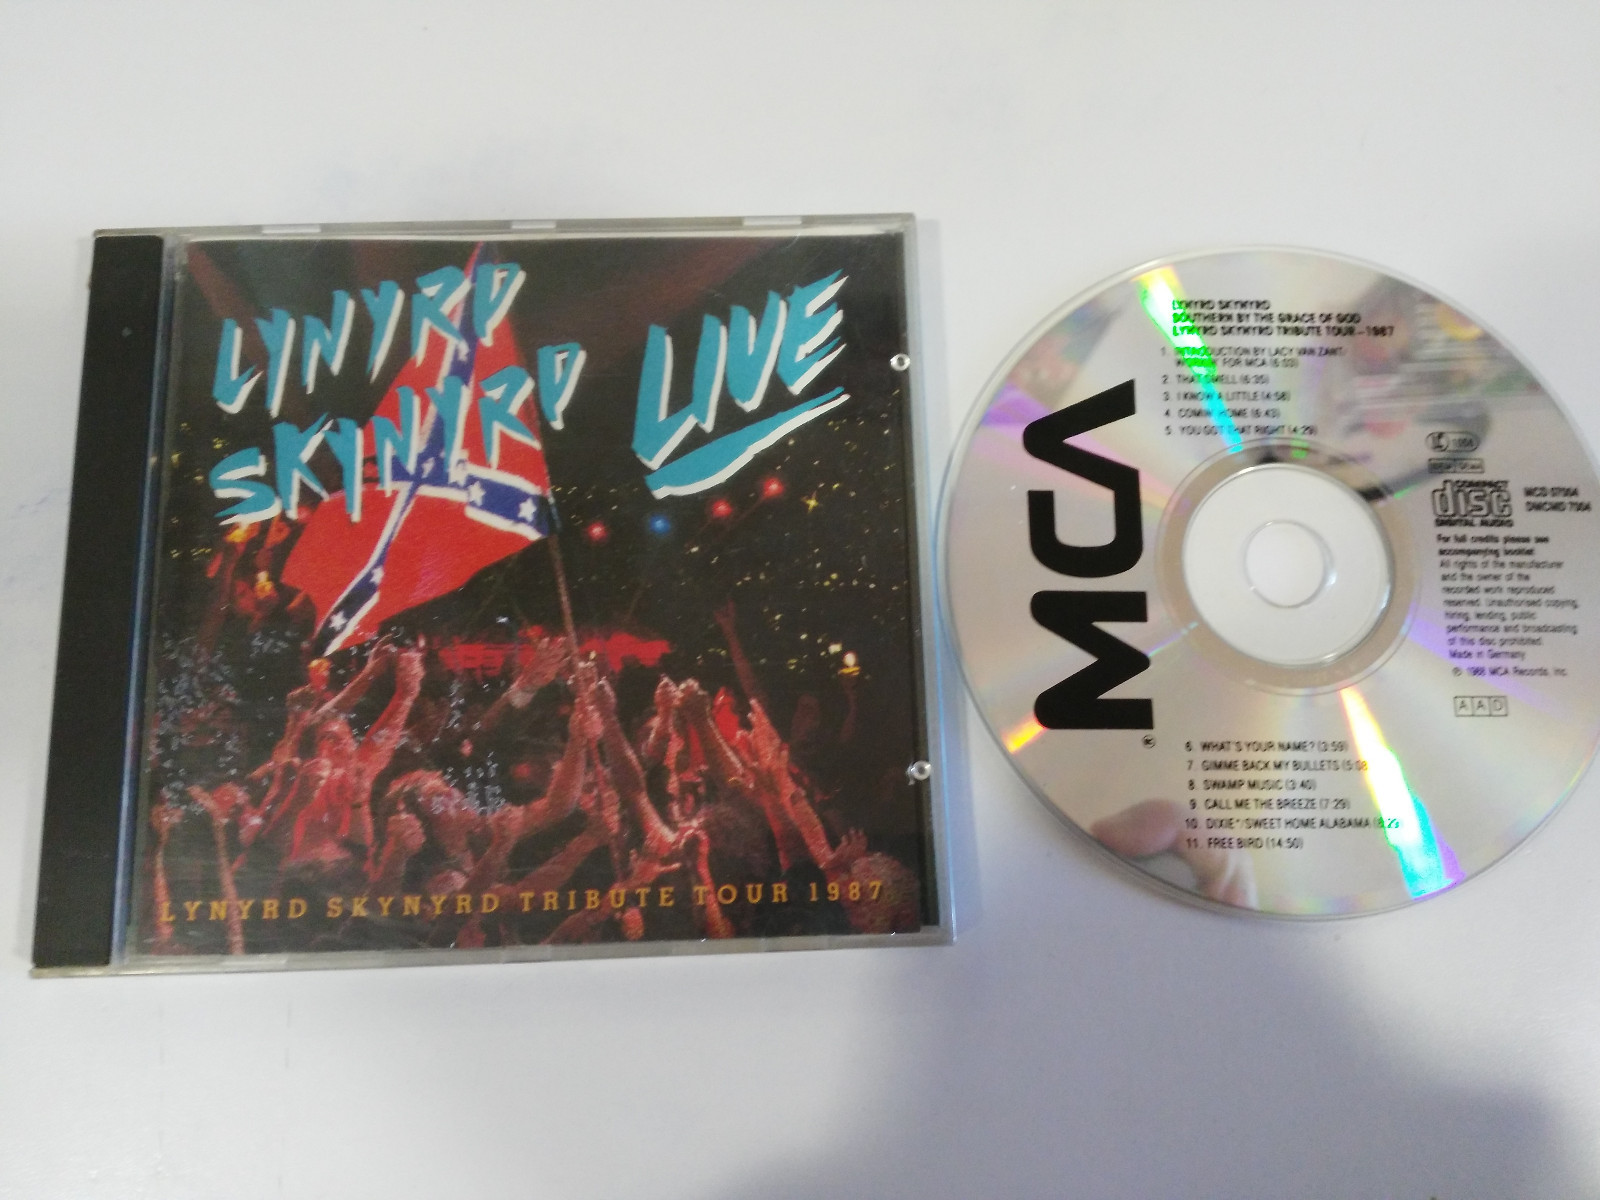 LYNYRD
SKYNYRD
LIVE
LYNYRD SKYNYRD TRIBUTE TOUR 1987
MCA
®
LYNYRD SKYNYRD
SOUTHERN BY THE GRACE OF GOD
LYNYRD SKYNYRD TRIBUTE TOUR – 1987
1. INTRODUCTION BY LACY VAN ZANT/
WORKIN' FOR MCA (6:03)
2. THAT SMELL (6:35)
3. I KNOW A LITTLE (4:58)
4. COMIN' HOME (6:43)
5. YOU GOT THAT RIGHT (4:29)
COMPACT
disc
DIGITAL AUDIO
MCD 07004
DMCMD 7004
For full credits please see
accompanying booklet
All rights of the manufacturer
and the owner of the
recorded work reproduced
reserved. Unauthorised copying,
hiring, lending, public
performance and broadcasting
of this disc prohibited.
Made in Germany
℗ 1988 MCA Records, Inc.
A A D
6. WHAT'S YOUR NAME? (3:59)
7. GIMME BACK MY BULLETS (5:08
8. SWAMP MUSIC (3:40)
9. CALL ME THE BREEZE (7:29)
10. DIXIE*/SWEET HOME ALABAMA (8:29
11. FREE BIRD (14:50)